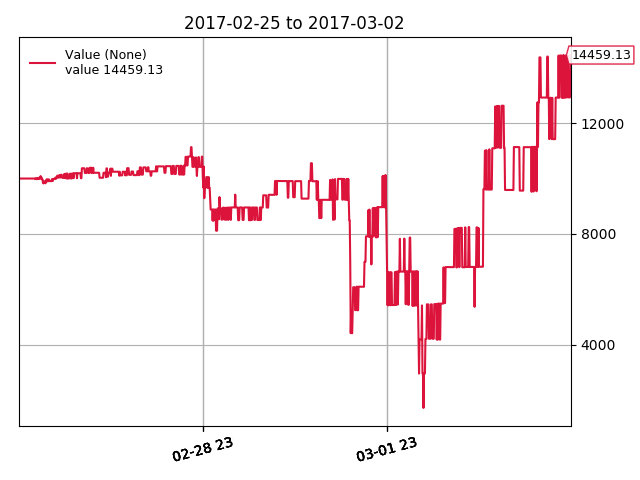 2017-02-25 to 2017-03-02
Value (None)
value 14459.13
14459.13
12000
8000
4000
02-28 23
03-01 23